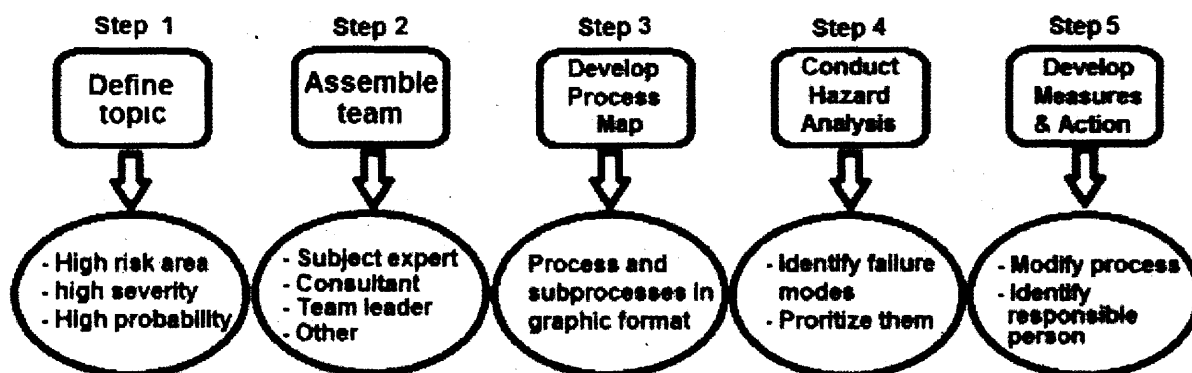 Step 1
Define
topic
- High risk area
- high severity
- High probability
Step 2
Assemble
team
- Subject expert
- Consultant
- Team leader
- Other
Step 3
Develop
Process
Map
Process and
subprocesses in
graphic format
Step 4
Conduct
Hazard
Analysis
- Identify failure
modes
- Proritize them
Step 5
Develop
Measures
& Action
- Modify process
- Identify
responsible
person